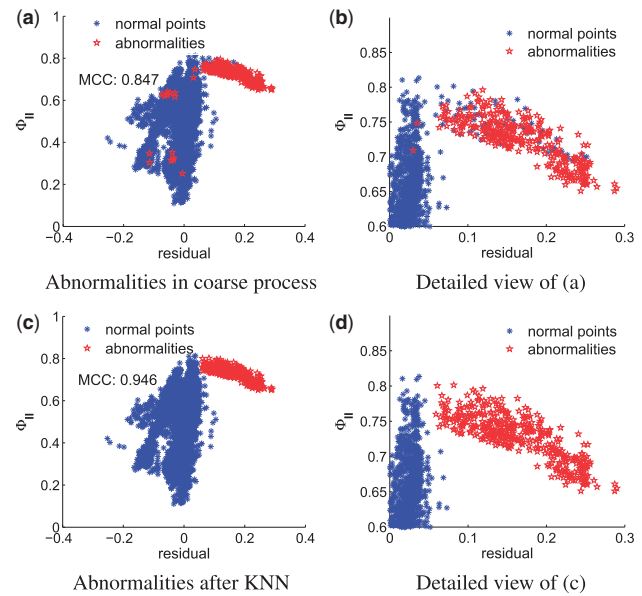 (a)
normal points
abnormalities
MCC: 0.847
Φ_II
1
0.8
0.6
0.4
0.2
0
−0.4 −0.2 0 0.2 0.4
residual
Abnormalities in coarse process
(b)
normal points
abnormalities
Φ_II
0.85
0.8
0.75
0.7
0.65
0.6
0 0.1 0.2 0.3
residual
Detailed view of (a)
(c)
normal points
abnormalities
MCC: 0.946
Φ_II
1
0.8
0.6
0.4
0.2
0
−0.4 −0.2 0 0.2 0.4
residual
Abnormalities after KNN
(d)
normal points
abnormalities
Φ_II
0.85
0.8
0.75
0.7
0.65
0.6
0 0.1 0.2 0.3
residual
Detailed view of (c)